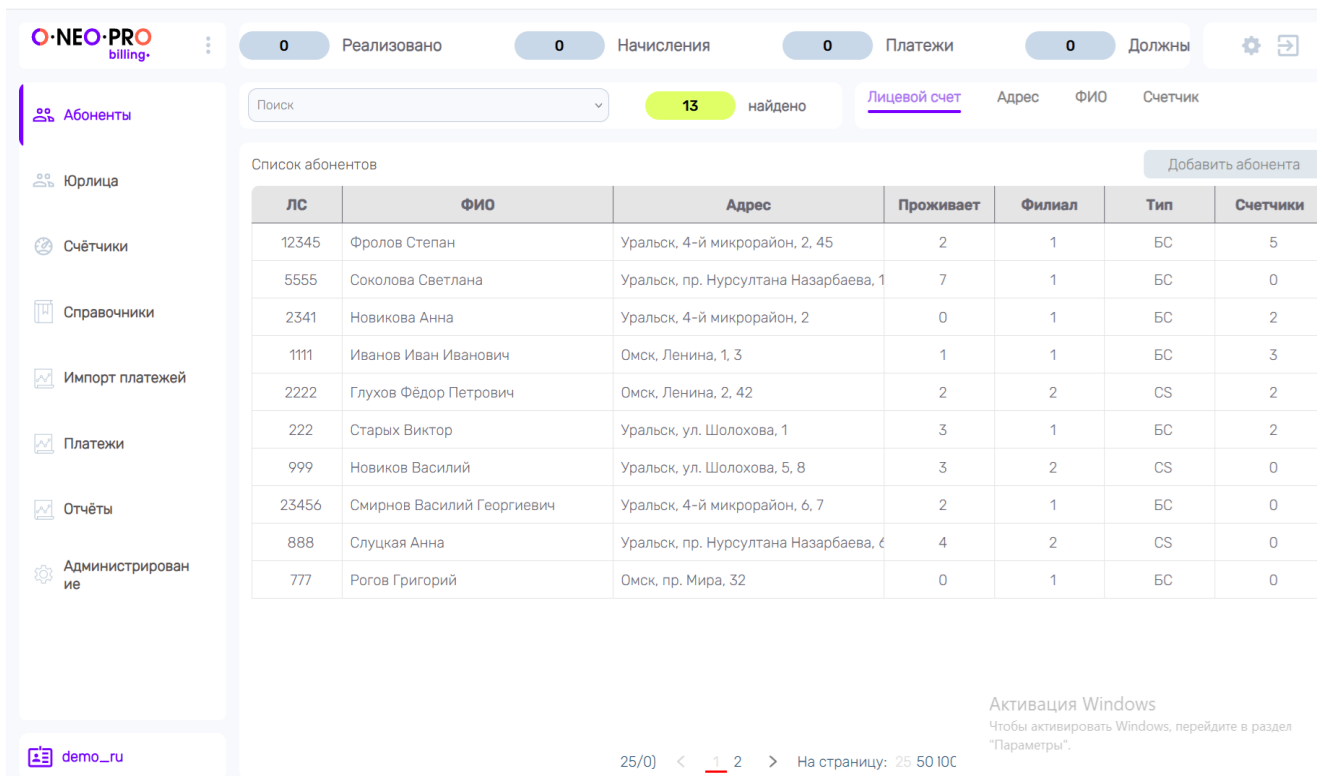 O·NEO·PRO
billing·
0 Реализовано 0 Начисления 0 Платежи 0 Должны
Абоненты
Юрлица
Счётчики
Справочники
Импорт платежей
Платежи
Отчёты
Администрирован
ие
demo_ru
Поиск 13 найдено Лицевой счет Адрес ФИО Счетчик
Список абонентов Добавить абонента
ЛС ФИО Адрес Проживает Филиал Тип Счетчики
12345 Фролов Степан Уральск, 4-й микрорайон, 2, 45 2 1 БС 5
5555 Соколова Светлана Уральск, пр. Нурсултана Назарбаева, 1 7 1 БС 0
2341 Новикова Анна Уральск, 4-й микрорайон, 2 0 1 БС 2
1111 Иванов Иван Иванович Омск, Ленина, 1, 3 1 1 БС 3
2222 Глухов Фёдор Петрович Омск, Ленина, 2, 42 2 2 CS 2
222 Старых Виктор Уральск, ул. Шолохова, 1 3 1 БС 2
999 Новиков Василий Уральск, ул. Шолохова, 5, 8 3 2 CS 0
23456 Смирнов Василий Георгиевич Уральск, 4-й микрорайон, 6, 7 2 1 БС 0
888 Слуцкая Анна Уральск, пр. Нурсултана Назарбаева, 6 4 2 CS 0
777 Рогов Григорий Омск, пр. Мира, 32 0 1 БС 0
Активация Windows
Чтобы активировать Windows, перейдите в раздел
"Параметры".
25/0) < 1 2 > На страницу: 25 50 100